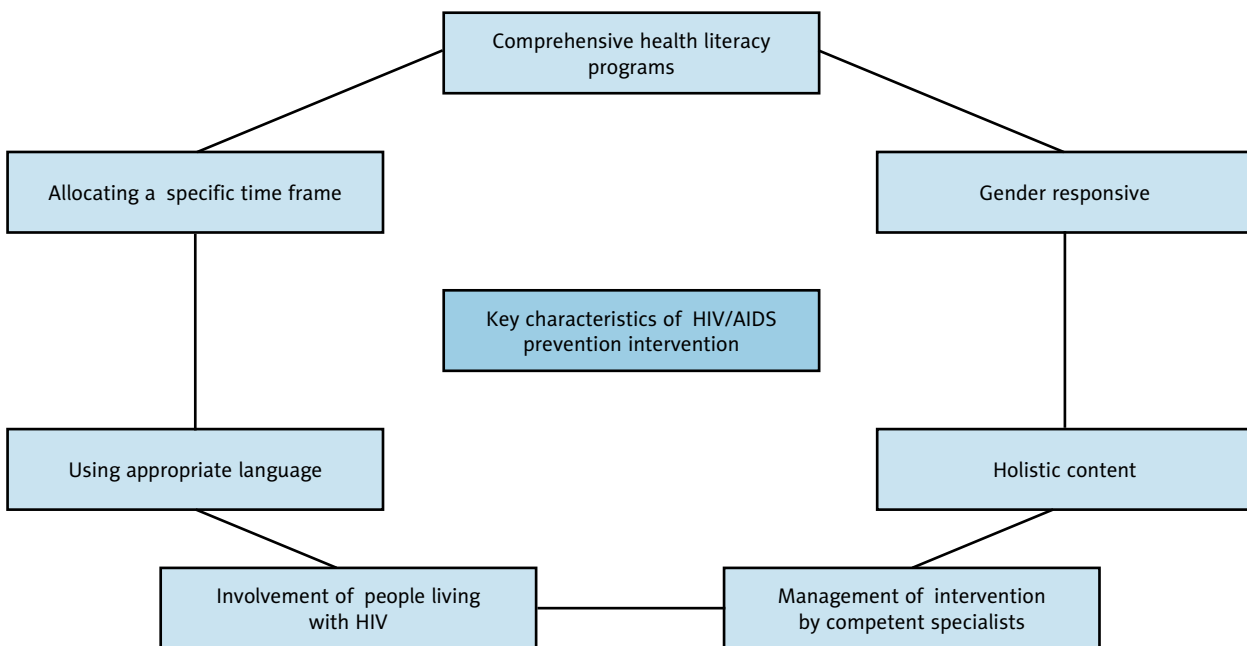 Comprehensive health literacy
programs
Allocating a specific time frame
Gender responsive
Key characteristics of HIV/AIDS
prevention intervention
Using appropriate language
Holistic content
Involvement of people living
with HIV
Management of intervention
by competent specialists